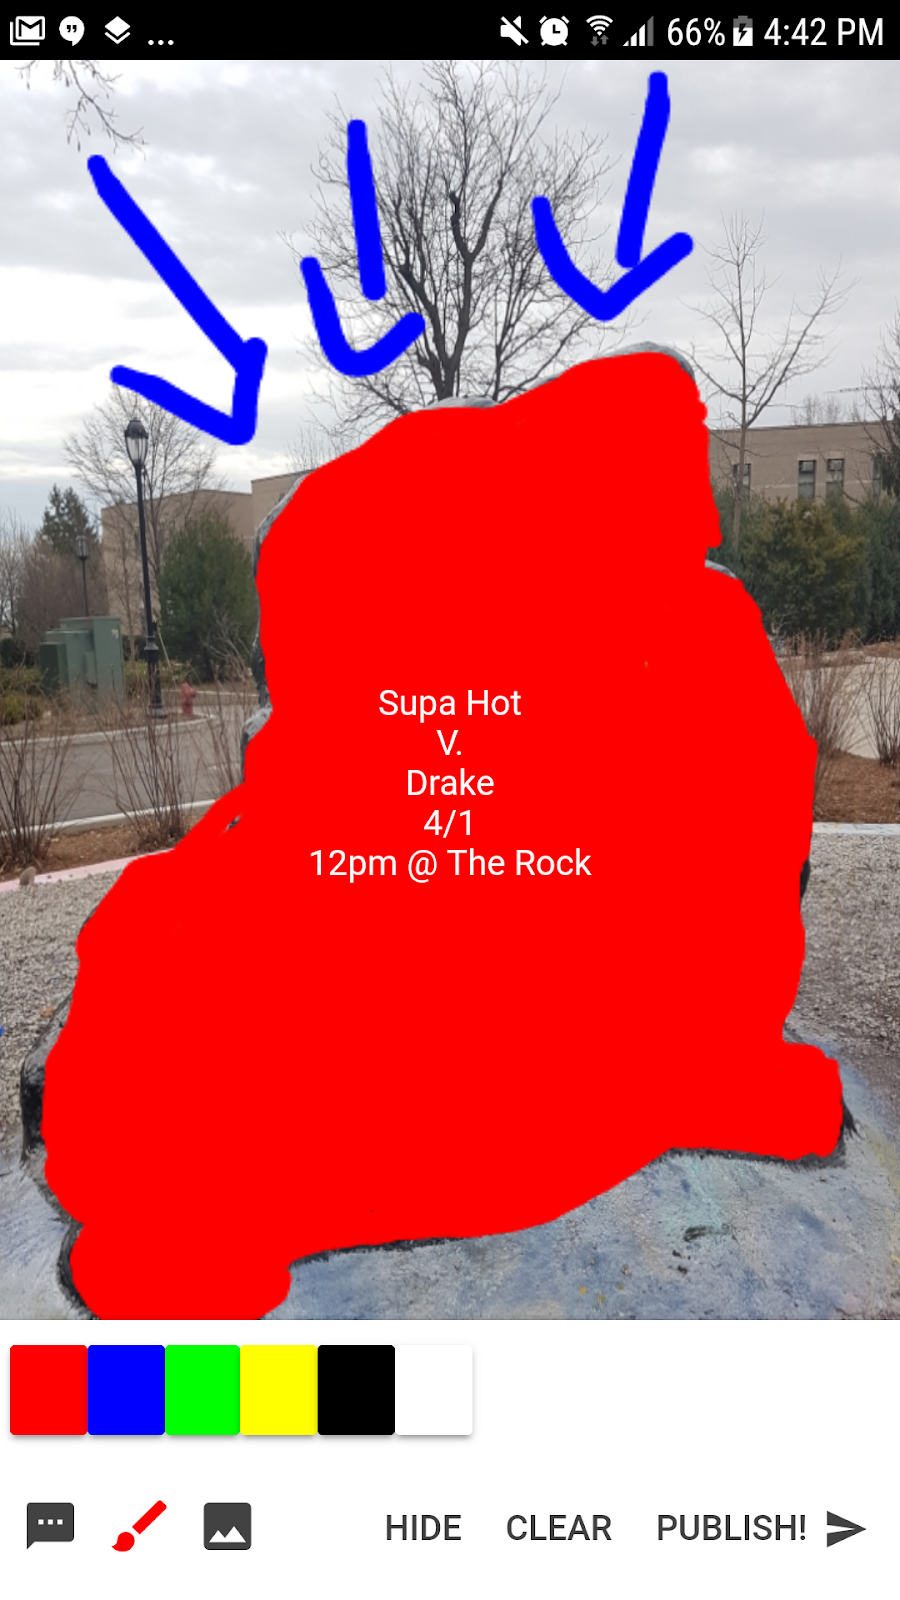 66% 4:42 PM
Supa Hot
V.
Drake
4/1
12pm @ The Rock
HIDE CLEAR PUBLISH!